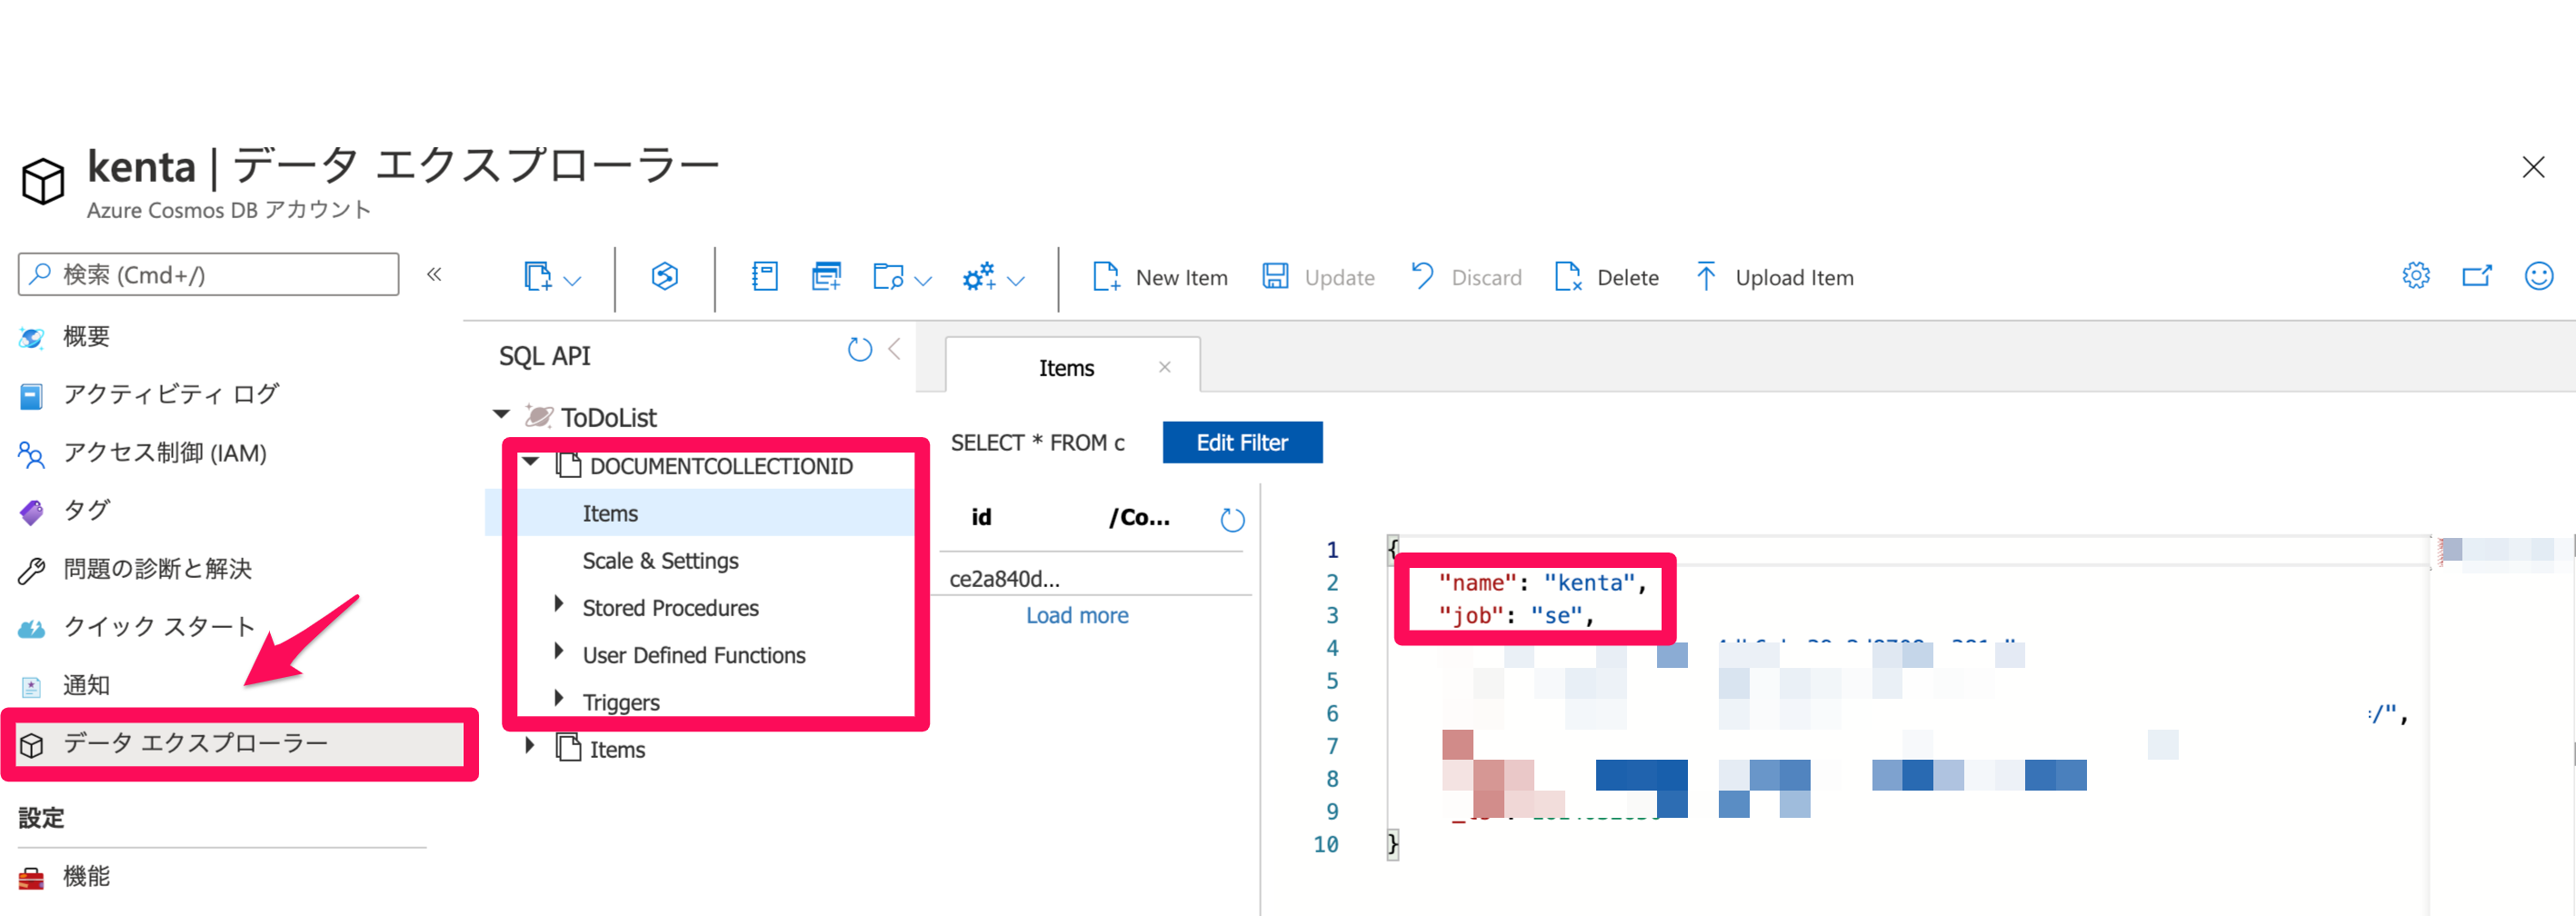 kenta | データ エクスプローラー
Azure Cosmos DB アカウント
検索 (Cmd+/)
«
New Item
Update
Discard
Delete
Upload Item
概要
アクティビティ ログ
アクセス制御 (IAM)
タグ
問題の診断と解決
クイック スタート
通知
データ エクスプローラー
設定
機能
SQL API
ToDoList
DOCUMENTCOLLECTIONID
Items
Scale & Settings
Stored Procedures
User Defined Functions
Triggers
Items
Items
SELECT * FROM c
Edit Filter
id /Co...
ce2a840d...
Load more
1 {
2 "name": "kenta",
3 "job": "se",
4
5
6 :/",
7
8
9
10 }